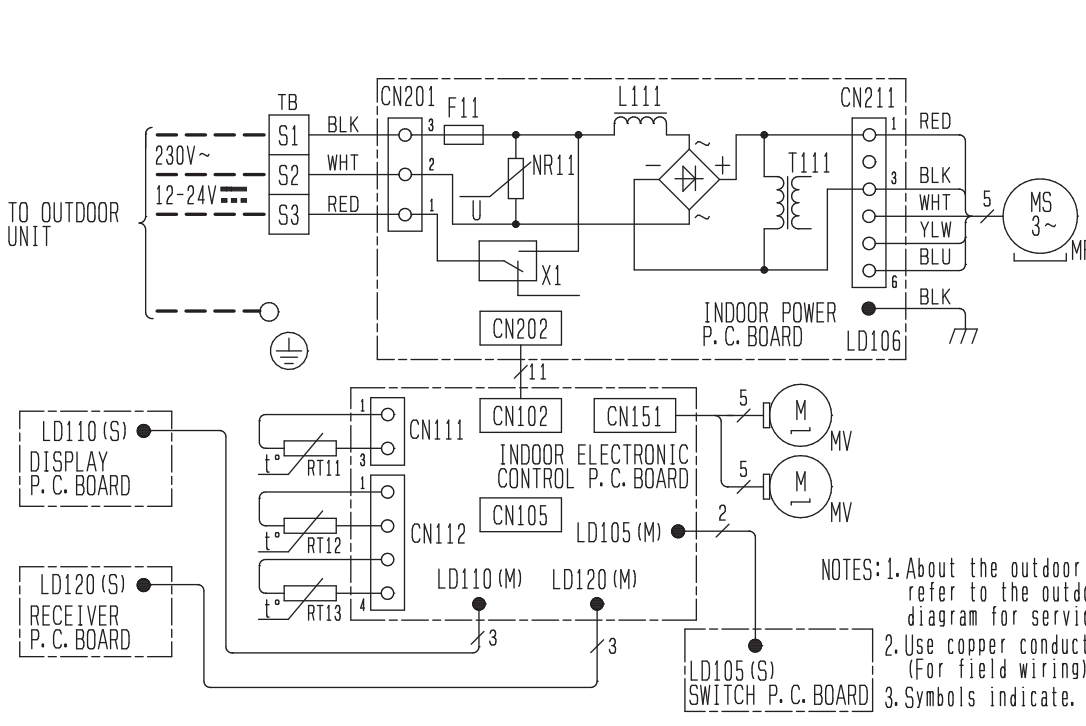 CN201
F11
L111
CN211
TB
S1
BLK
3
1
RED
230V~
S2
WHT
2
NR11
~
−
+
T111
3
BLK
12-24V
S3
RED
1
U
~
WHT
5
MS
3~
TO OUTDOOR
UNIT
YLW
X1
BLU
6
CN202
INDOOR POWER
P.C.BOARD
BLK
LD106
11
CN102
CN151
5
M
MV
1
CN111
LD110(S)
DISPLAY
P.C.BOARD
t°
RT11
3
INDOOR ELECTRONIC
CONTROL P.C.BOARD
5
M
MV
1
CN105
2
t°
RT12
CN112
LD105(M)
LD120(S)
RECEIVER
P.C.BOARD
t°
RT13
4
LD110(M)
LD120(M)
3
3
LD105(S)
SWITCH P.C.BOARD
NOTES:1.About the outdoor
refer to the
diagram for
2.Use copper
(For field wiring)
3.Symbols indicate.